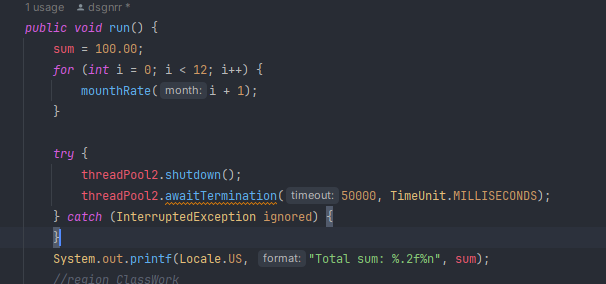 1 usage dsgnrr *
public void run() {
sum = 100.00;
for (int i = 0; i < 12; i++) {
mounthRate( month: i + 1);
}
try {
threadPool2.shutdown();
threadPool2.awaitTermination( timeout: 50000, TimeUnit.MILLISECONDS);
} catch (InterruptedException ignored) {
}
System.out.printf(Locale.US, format: "Total sum: %.2f%n", sum);
//region ClassWork